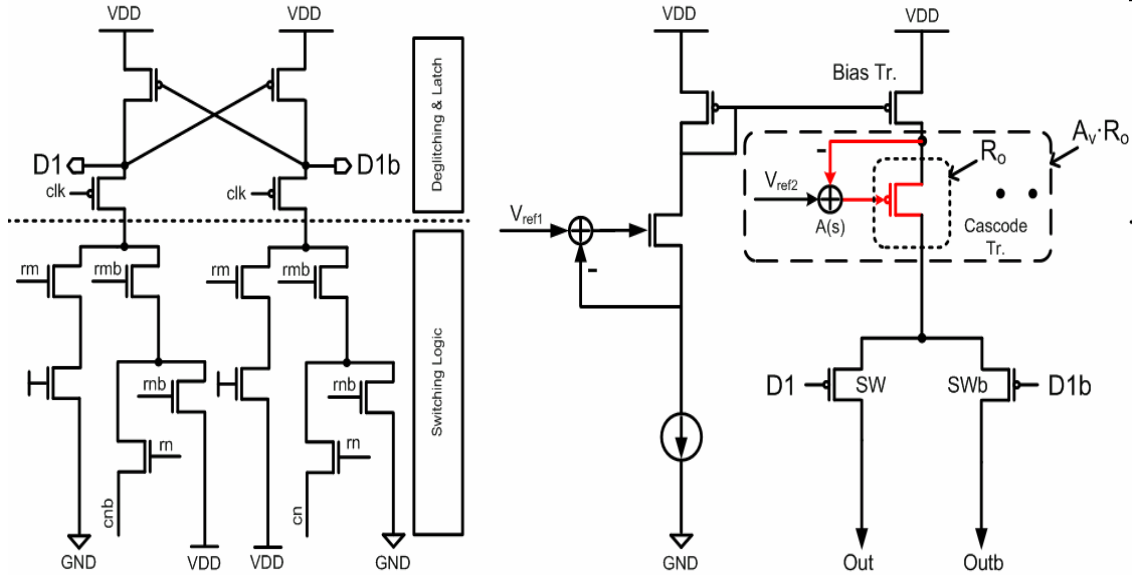 VDD
VDD
D1
D1b
clk
clk
Deglitching & Latch
rm
rmb
rm
rmb
rnb
rnb
rn
rn
cnb
cn
GND
VDD
VDD
GND
Switching Logic
VDD
VDD
Bias Tr.
Av·Ro
Ro
-
Vref2
A(s)
Cascode
Tr.
Vref1
-
D1
SW
SWb
D1b
GND
Out
Outb